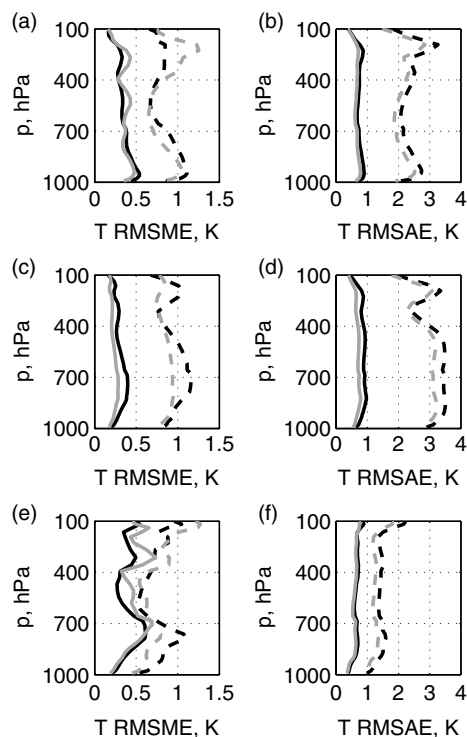 (a) (b)
100 100
400 400
700 700
1000 1000
0 0.5 1 1.5 0 1 2 3 4
p, hPa p, hPa
T RMSME, K T RMSAE, K
(c) (d)
100 100
400 400
700 700
1000 1000
0 0.5 1 1.5 0 1 2 3 4
p, hPa p, hPa
T RMSME, K T RMSAE, K
(e) (f)
100 100
400 400
700 700
1000 1000
0 0.5 1 1.5 0 1 2 3 4
p, hPa p, hPa
T RMSME, K T RMSAE, K